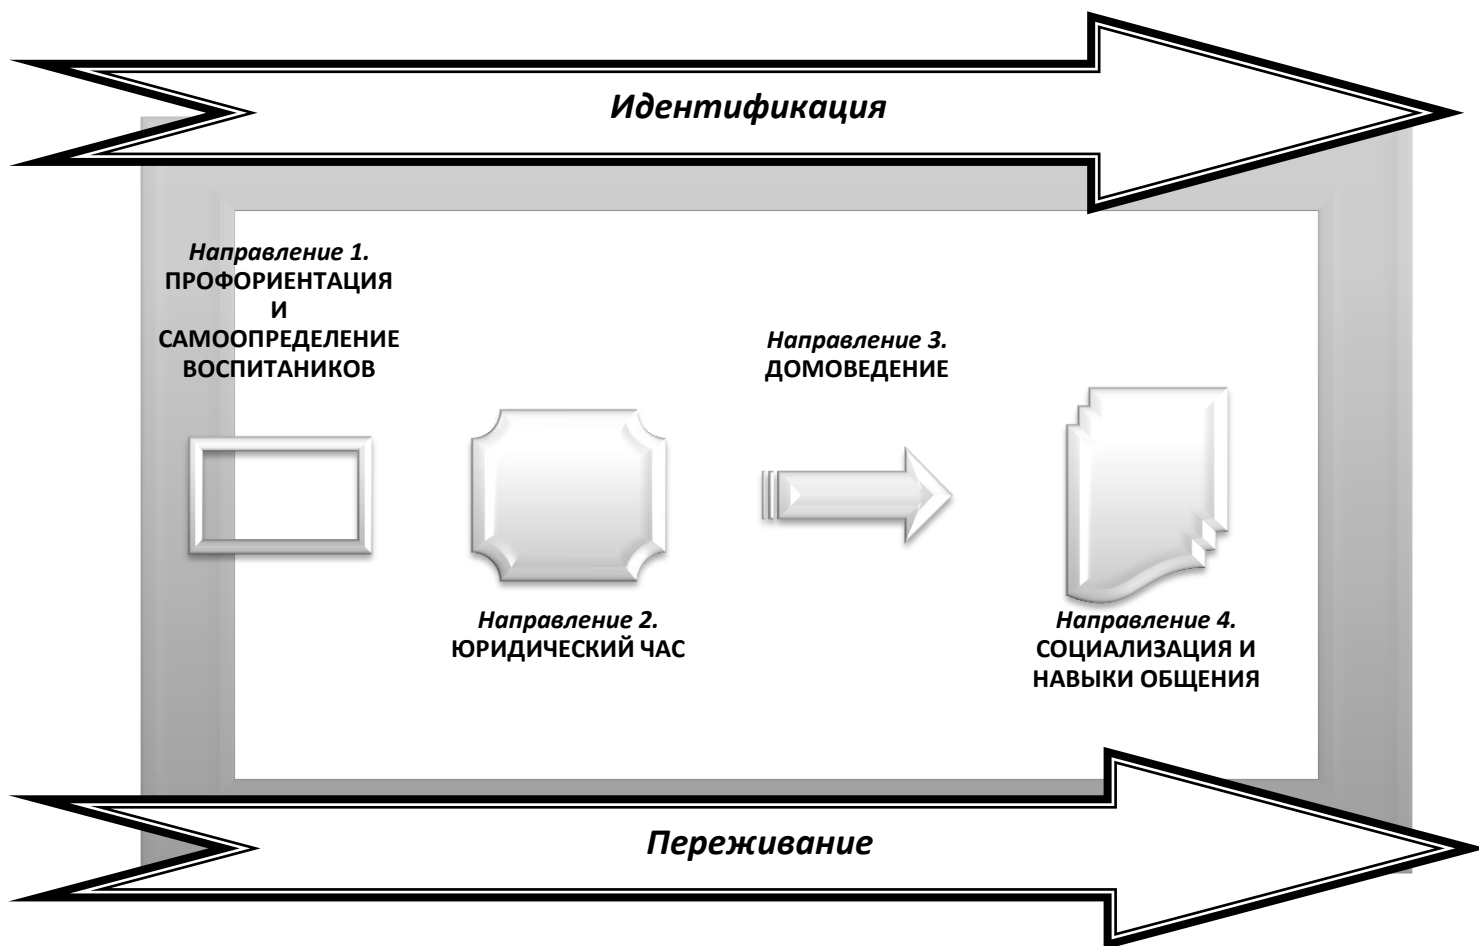 Идентификация
Направление 1.
ПРОФОРИЕНТАЦИЯ
И
САМООПРЕДЕЛЕНИЕ
ВОСПИТАНИКОВ
Направление 2.
ЮРИДИЧЕСКИЙ ЧАС
Направление 3.
ДОМОВЕДЕНИЕ
Направление 4.
СОЦИАЛИЗАЦИЯ И
НАВЫКИ ОБЩЕНИЯ
Переживание